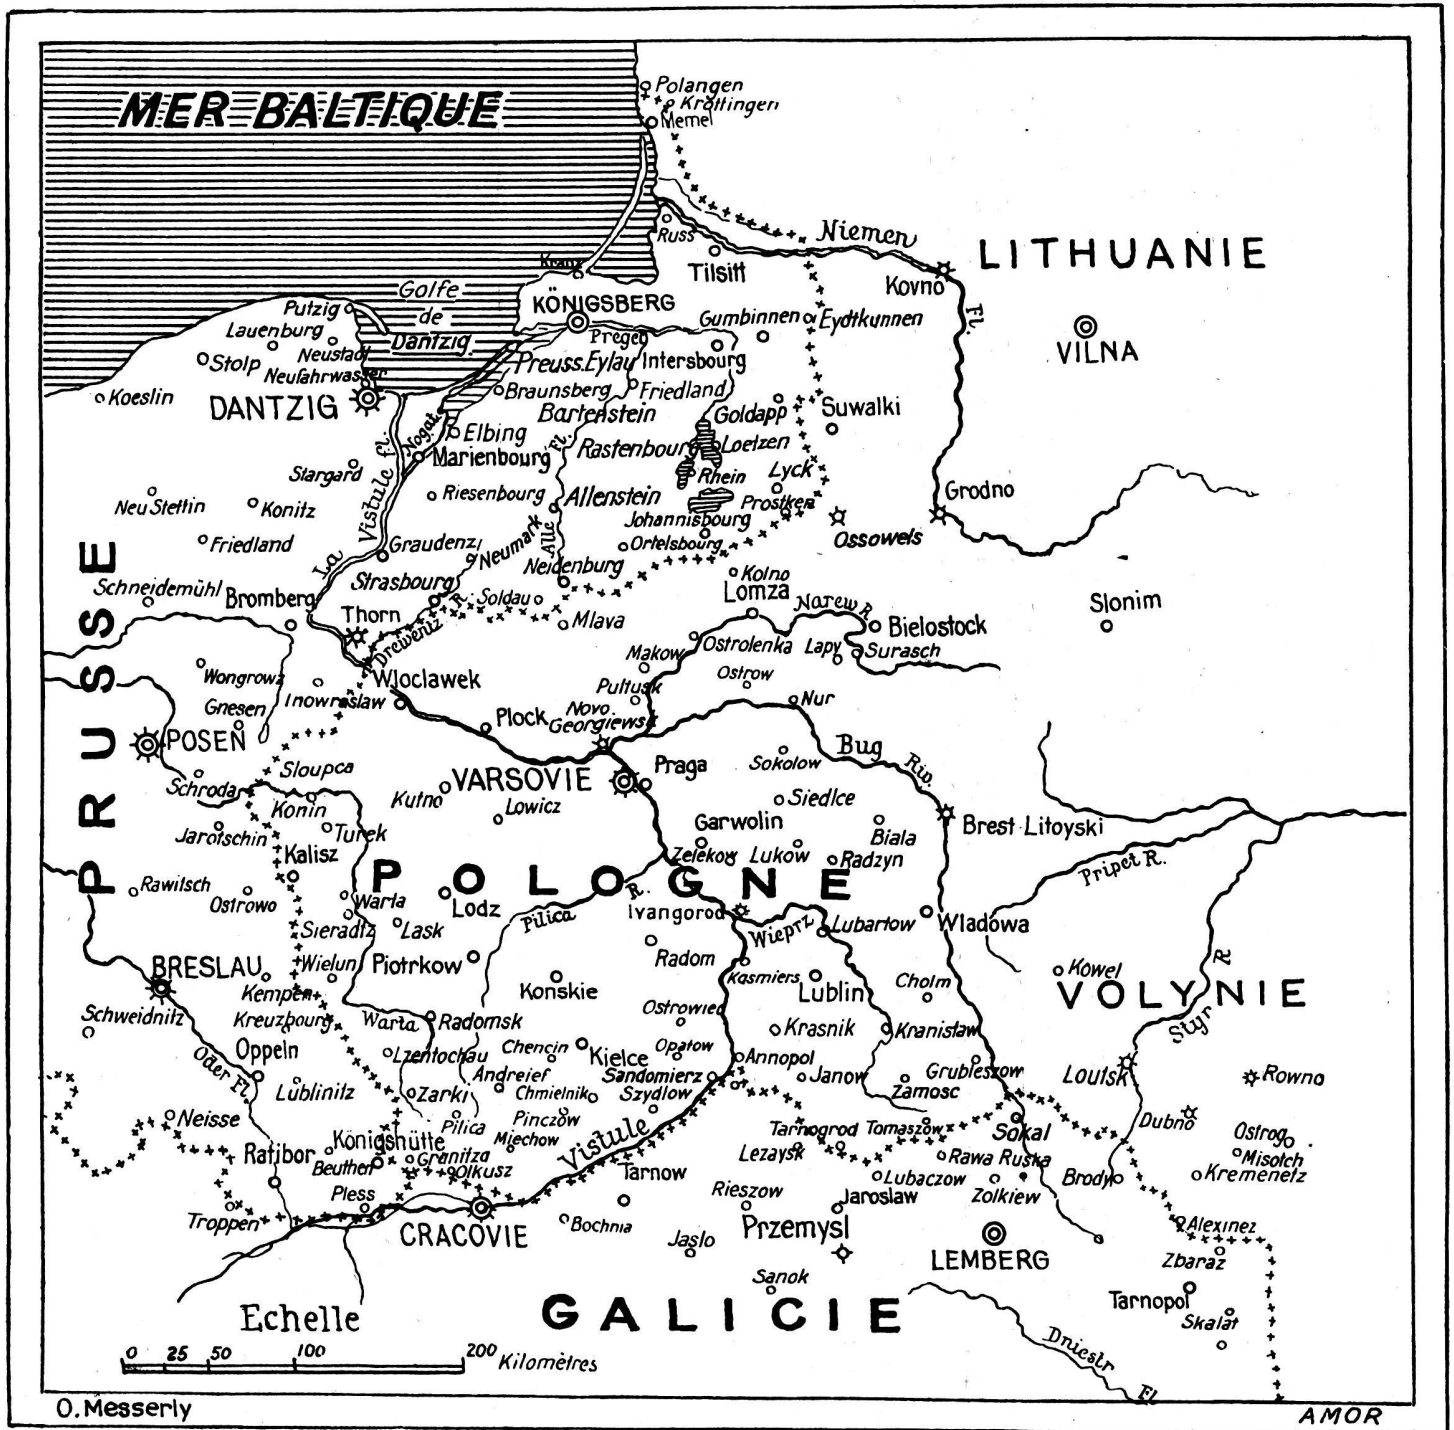 MER BALTIQUE
Polangen
Krottingen
Memel
Niemen
LITHUANIE
Russ
Tilsitt
Kovno
Kranz
Golfe
de
Dantzig
KÖNIGSBERG
Gumbinnen
Eydtkunnen
Fl.
Putzig
Lauenburg
Neustadt
Stolp
Neufahrwasser
Pregel
Preuss.Eylau
Intersbourg
VILNA
Koeslin
DANTZIG
Braunsberg
Friedland
Bartenstein
Goldapp
Suwalki
Nogat
Elbing
Marienbourg
Fl.
Rastenbourg
Loetzen
Rhein
Lyck
Stargard
Vistule Fl.
La
Neu Stettin
Konitz
Riesenbourg
Allenstein
Prostken
Grodno
Johannisbourg
Ossowets
Friedland
Graudenz
Neumark
Alle
Ortelsbourg
PRUSSE
Schneidemühl
Bromberg
Strasbourg
Neidenburg
Soldau
Kolno
Lomza
Narew R.
Slonim
Thorn
Drewentz
R.
Mlava
Bielostock
Ostrolenka
Lapy
Surasch
Makow
Wongrowz
Wloclawek
Ostrow
Inowraslaw
Pultusk
Gnesen
Plock
Novo.
Georgiewsk
Nur
POSEN
Bug
Riv.
Sloupca
VARSOVIE
Praga
Sokolow
Schroda
Konin
Kutno
Lowicz
Siedlce
Jarotschin
Turek
Garwolin
Biala
Brest Litoyski
Kalisz
Zelekow
Lukow
Radzyn
Pripet R.
POLOGNE
Rawitsch
Ostrowo
Warta
Lodz
Pilica
R.
Ivangorod
Wieprz
Lubartow
Wladowa
Sieradtz
Lask
BRESLAU
Wielun
Piotrkow
Radom
Kasmiers
Kowel
R
Kempen
Konskie
Lublin
Cholm
VOLYNIE
Schweidnitz
Kreuzbourg
Warta
Radomsk
Ostrowiec
Krasnik
Kranistaw
Styr
Oppeln
Lzentochau
Chencin
Kielce
Opatow
Annopol
Oder Fl.
Lublinitz
Zarki
Andreief
Chmielnik
Sandomierz
Szydlow
Janow
Zamosc
Grubleszow
Loutsk
Rowno
Neisse
Pilica
Pinczow
Miechow
Vistule
Tarnogrod
Tomaszow
Sokal
Dubno
Ostrog
Misotch
Ratibor
Königshütte
Beuthen
Granitza
Olkusz
Lezaysk
Rawa Ruska
Kremenetz
Pless
Tarnow
Rieszow
Lubaczow
Zolkiew
Brody
Troppen
CRACOVIE
Bochnia
Jaroslaw
Przemysl
LEMBERG
Alexinez
Jaslo
Zbaraz
Sanok
Tarnopol
Skalat
Echelle
GALICIE
Dniestr
Fl.
0 25 50 100 200 Kilomètres
O. Messerly
AMOR